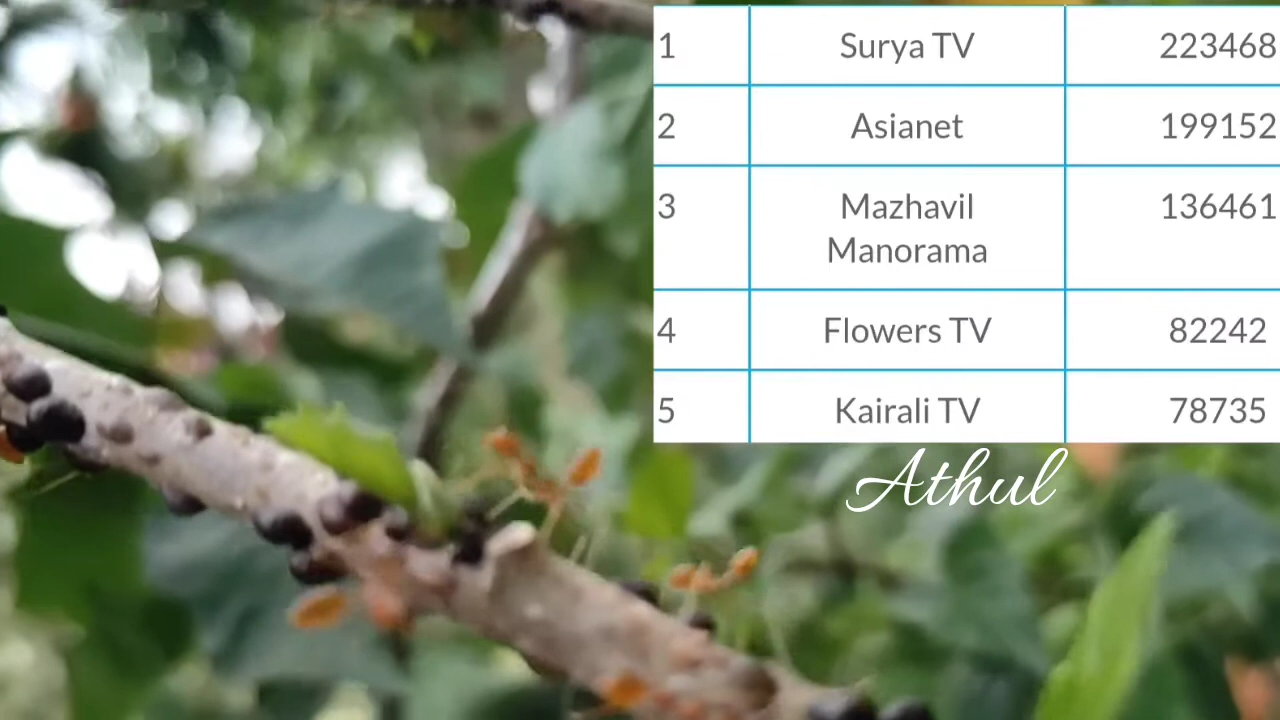 1 Surya TV 223468
2 Asianet 199152
3 Mazhavil 136461
Manorama
4 Flowers TV 82242
5 Kairali TV 78735
Athul